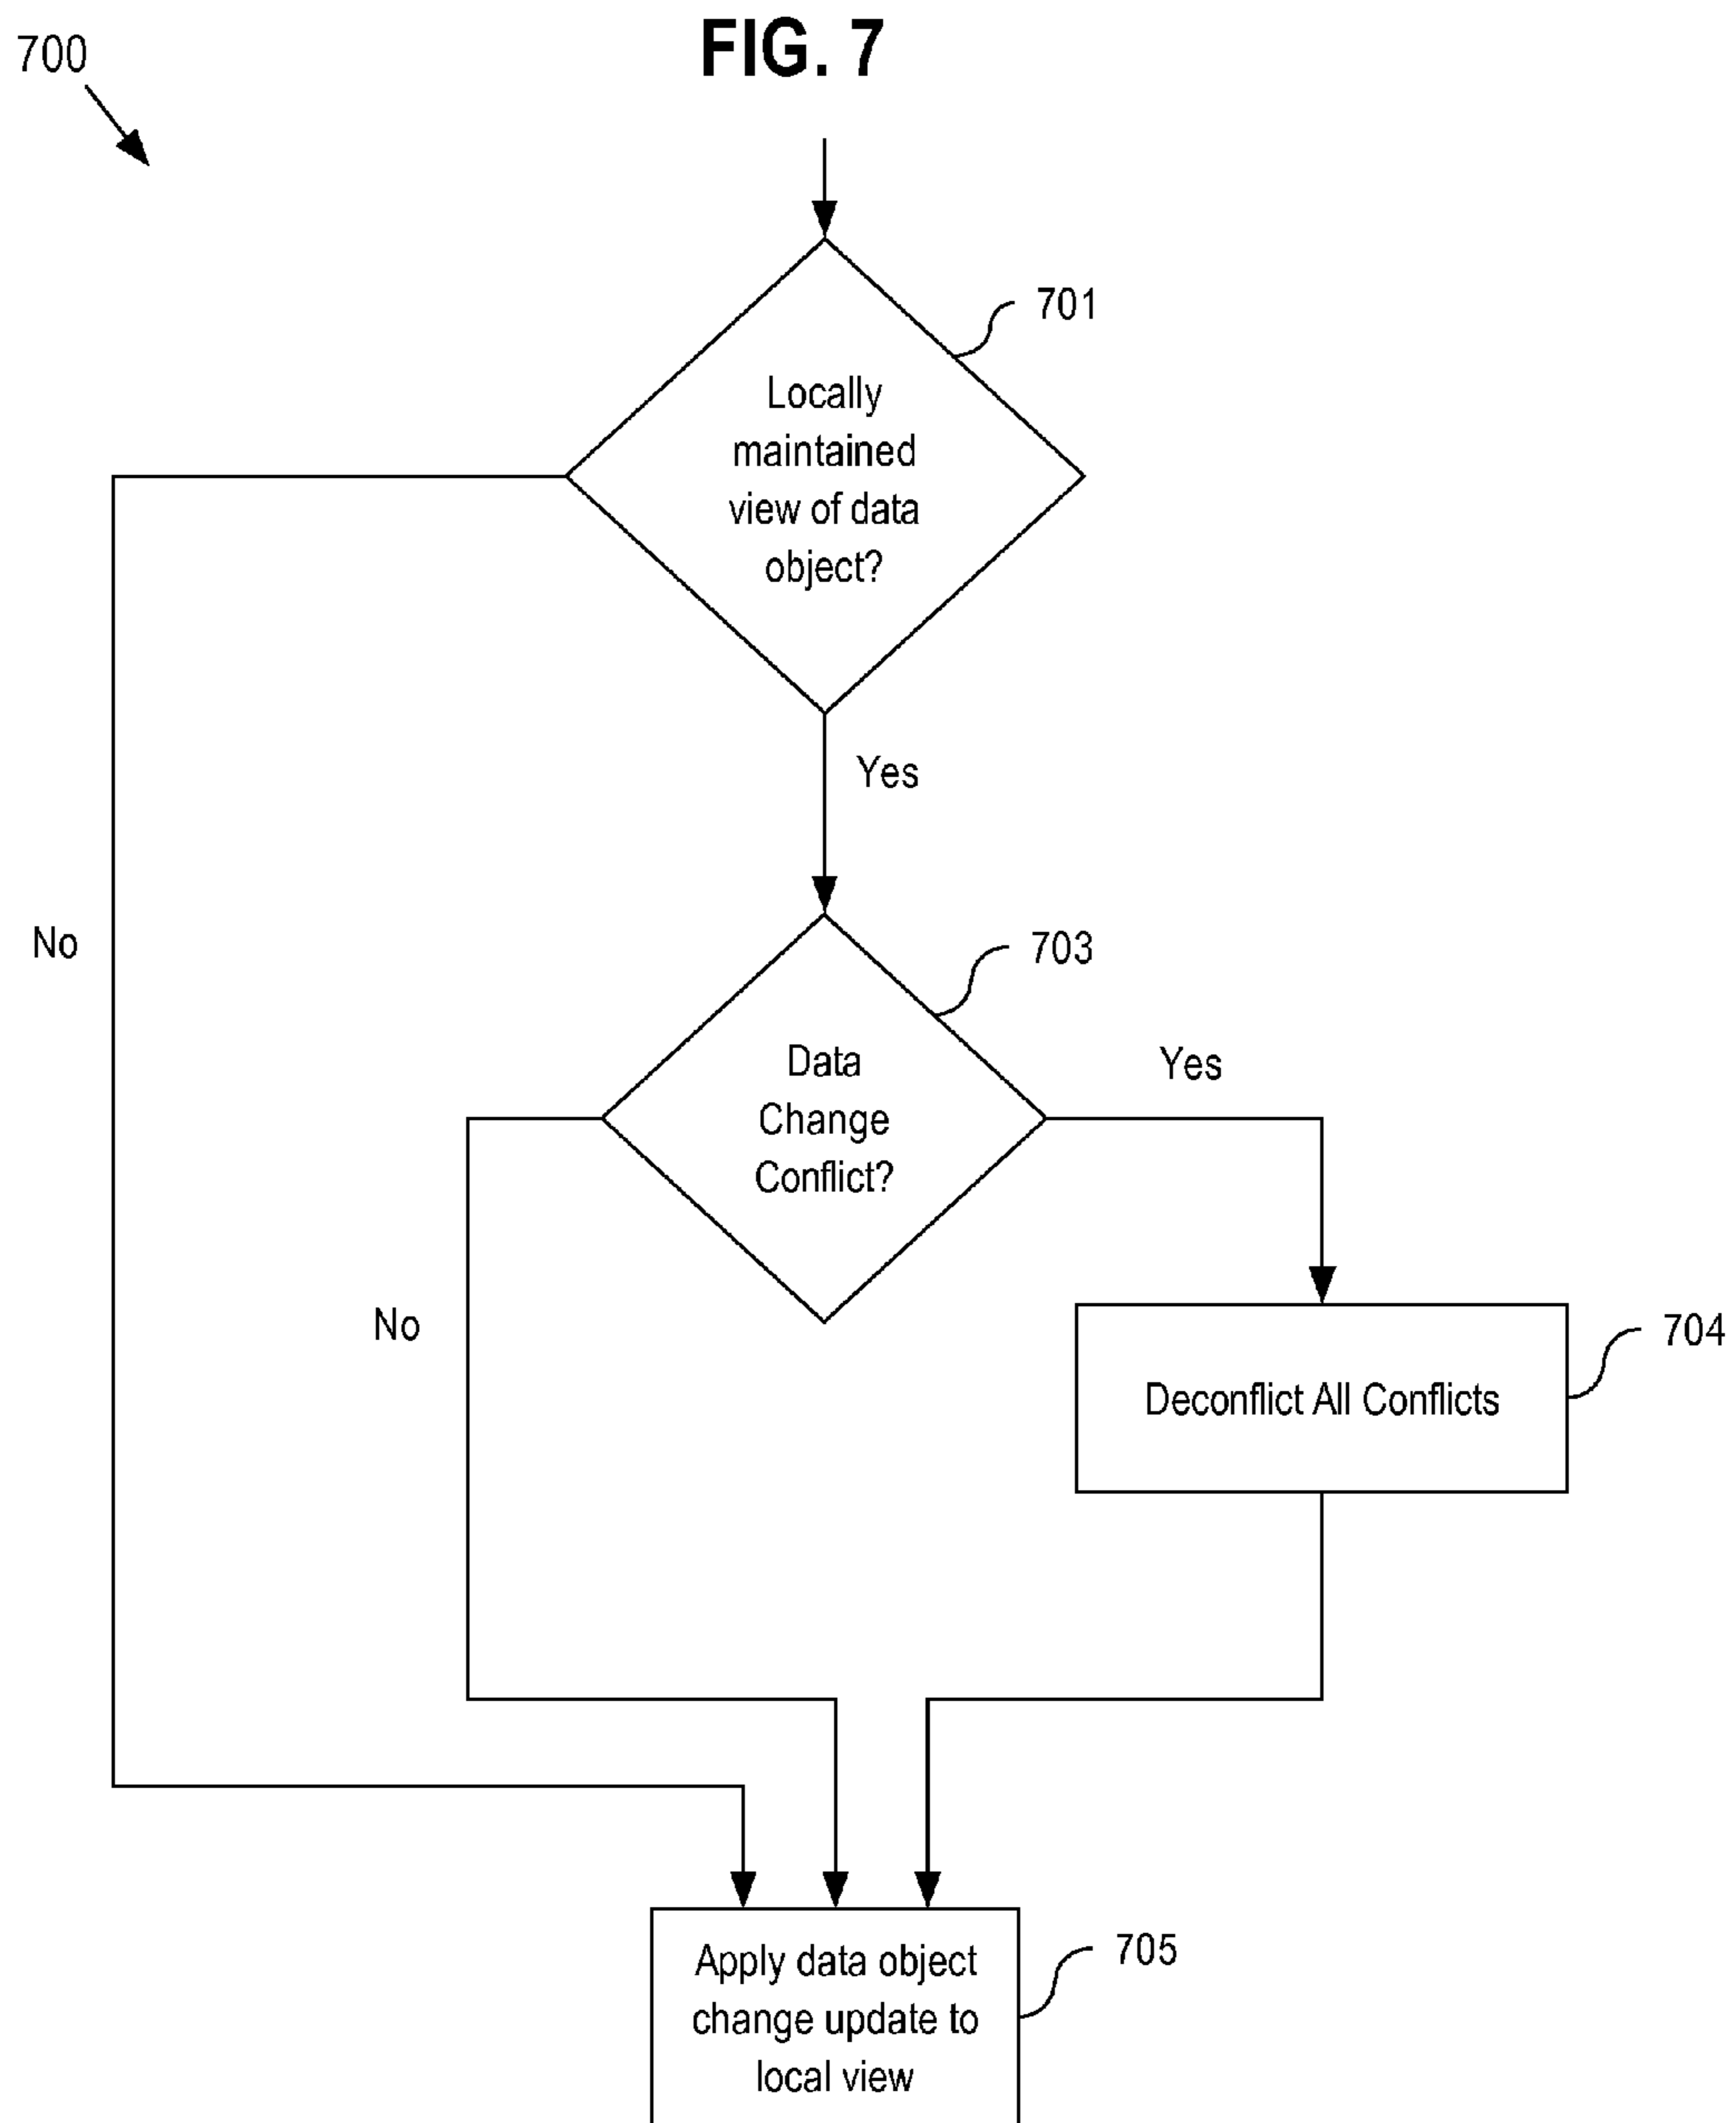 FIG. 7
700
701
Locally
maintained
view of data
object?
Yes
No
703
Data
Change
Conflict?
Yes
No
704
Deconflict All Conflicts
705
Apply data object
change update to
local view